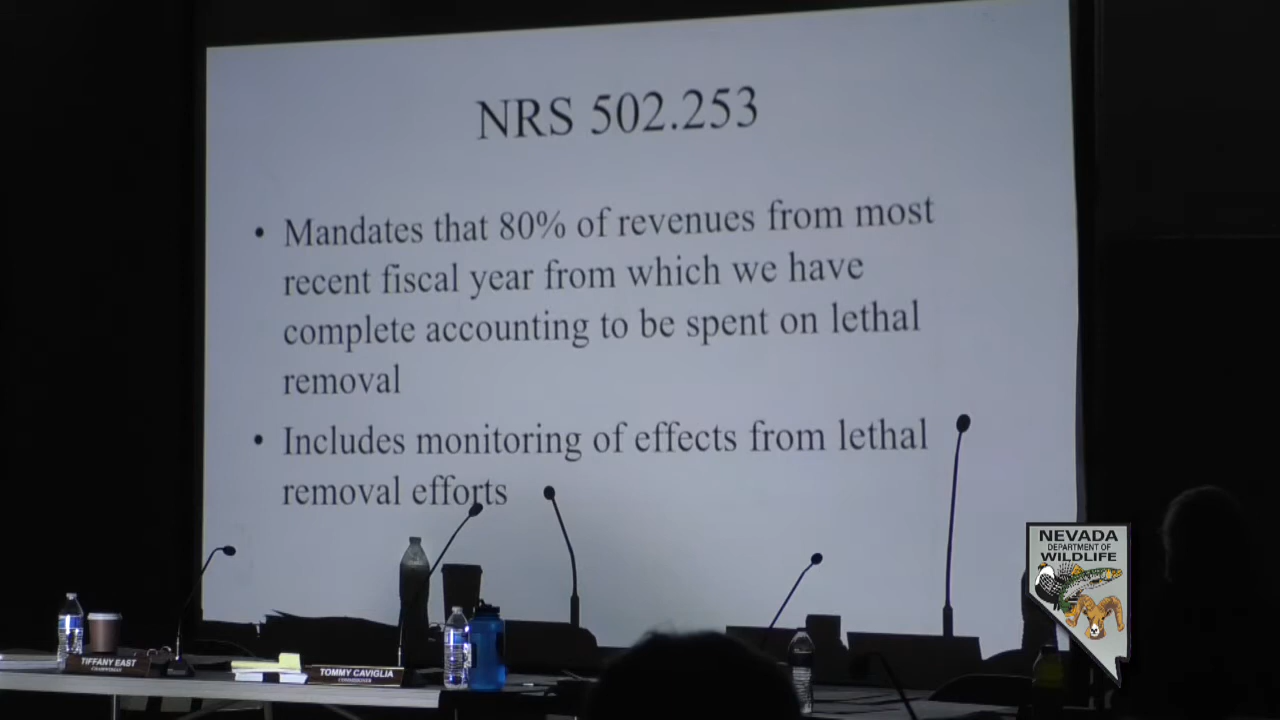 NRS 502.253
• Mandates that 80% of revenues from most
recent fiscal year from which we have
complete accounting to be spent on lethal
removal
• Includes monitoring of effects from lethal
removal efforts
NEVADA
DEPARTMENT OF
WILDLIFE
TIFFANY EAST
CHAIRWOMAN
TOMMY CAVIGLIA
COMMISSIONER